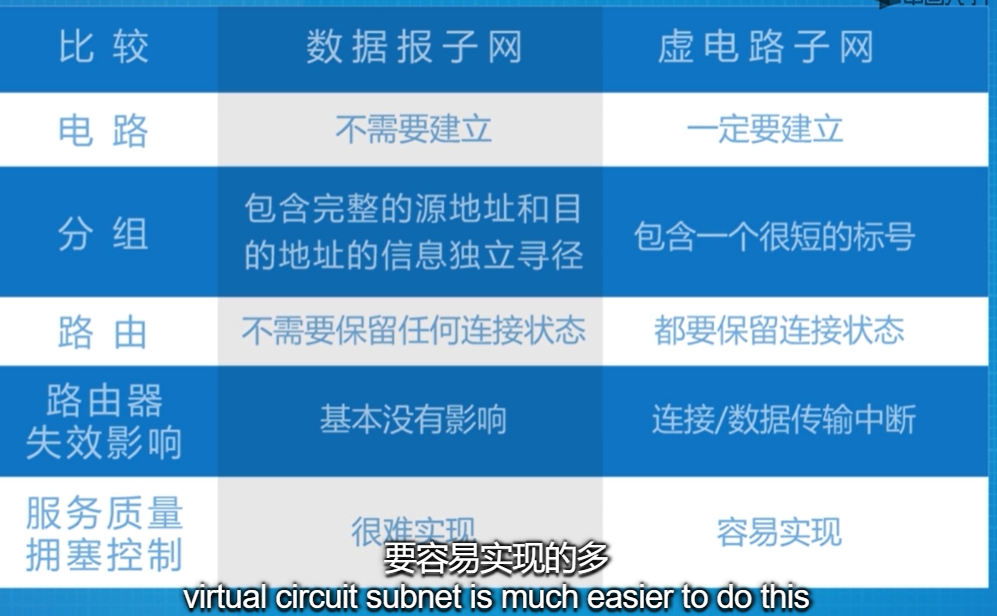 比较 数据报子网 虚电路子网
电路 不需要建立 一定要建立
分组 包含完整的源地址和目的地址的信息独立寻径 包含一个很短的标号
路由 不需要保留任何连接状态 都要保留连接状态
路由器失效影响 基本没有影响 连接/数据传输中断
服务质量拥塞控制 很难实现 容易实现
要容易实现的多
virtual circuit subnet is much easier to do this